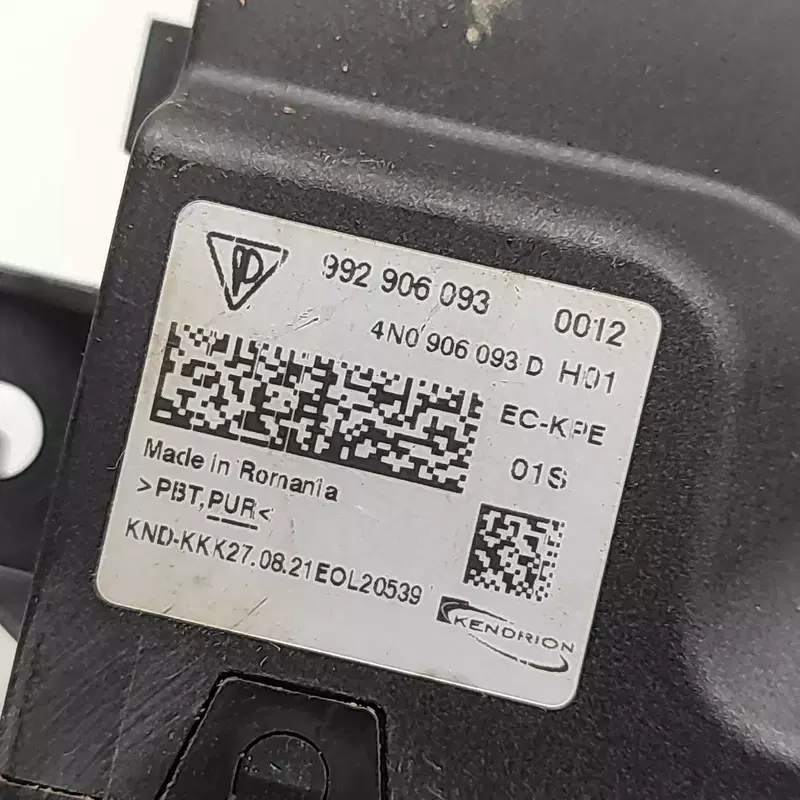 992 906 093 0012
4N0 906 093 D H01
EC-KPE
01S
Made in Romania
>PBT,PUR<
KND-KKK27.08.21EOL20539
KENDRION